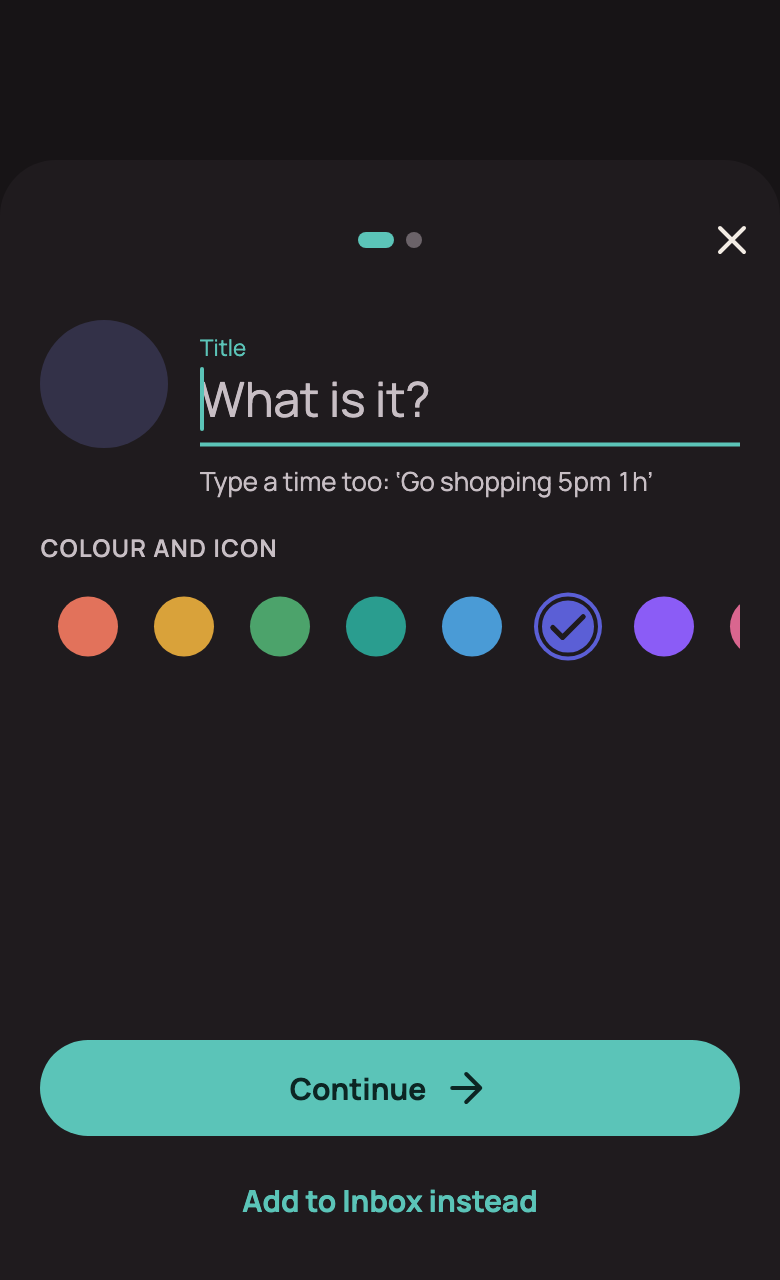 Title
What is it?
Type a time too: ‘Go shopping 5pm 1h’
COLOUR AND ICON
Continue
Add to Inbox instead